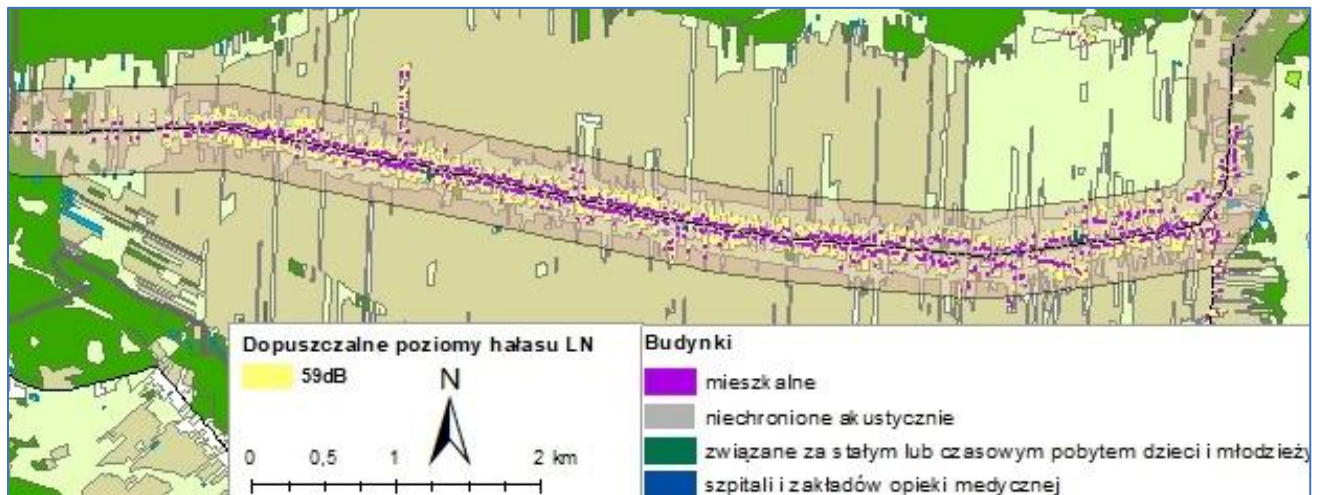 Dopuszczalne poziomy hałasu LN
59dB
N
0 0,5 1 2 km
Budynki
mieszkalne
niechronione akustycznie
związane za stałym lub czasowym pobytem dzieci i młodzieży
szpitali i zakładów opieki medycznej